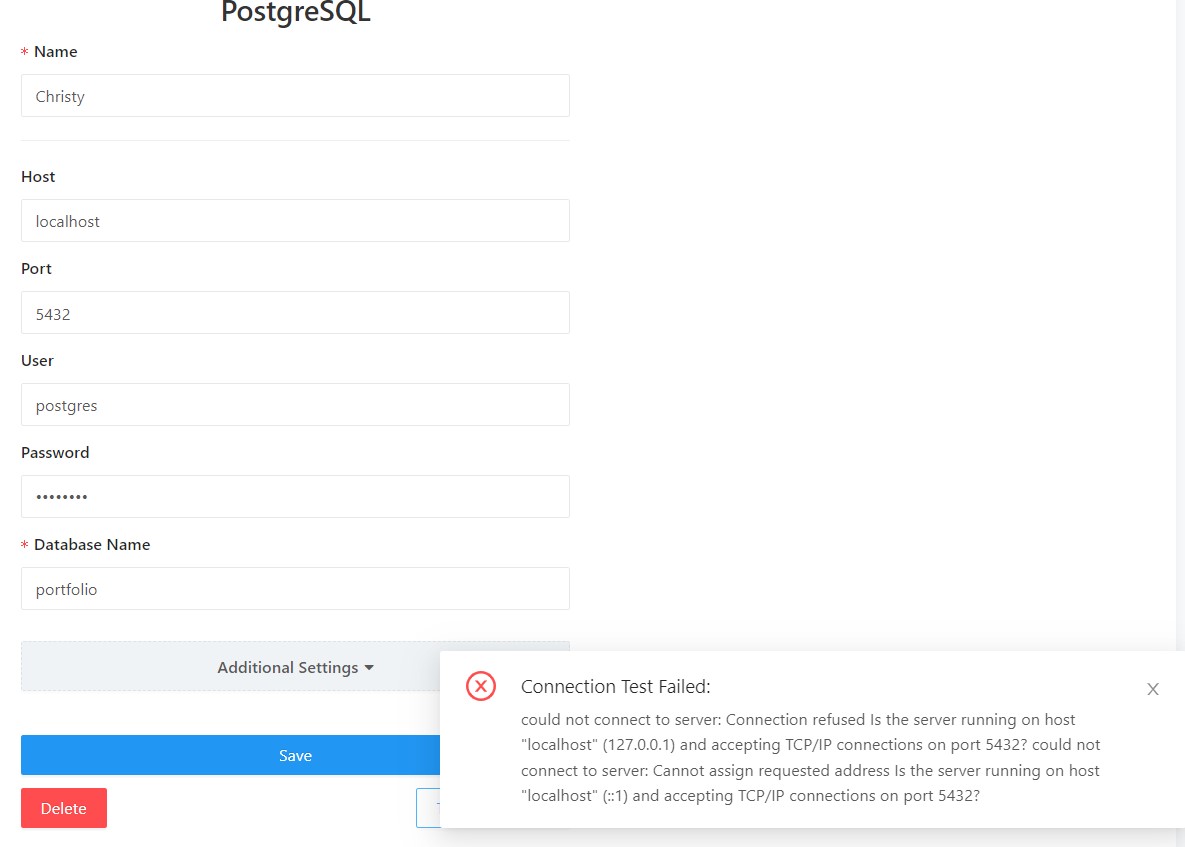 PostgreSQL
* Name
Christy
Host
localhost
Port
5432
User
postgres
Password
••••••••
* Database Name
portfolio
Additional Settings
Save
Delete
Connection Test Failed:
could not connect to server: Connection refused Is the server running on host
"localhost" (127.0.0.1) and accepting TCP/IP connections on port 5432? could not
connect to server: Cannot assign requested address Is the server running on host
"localhost" (::1) and accepting TCP/IP connections on port 5432?